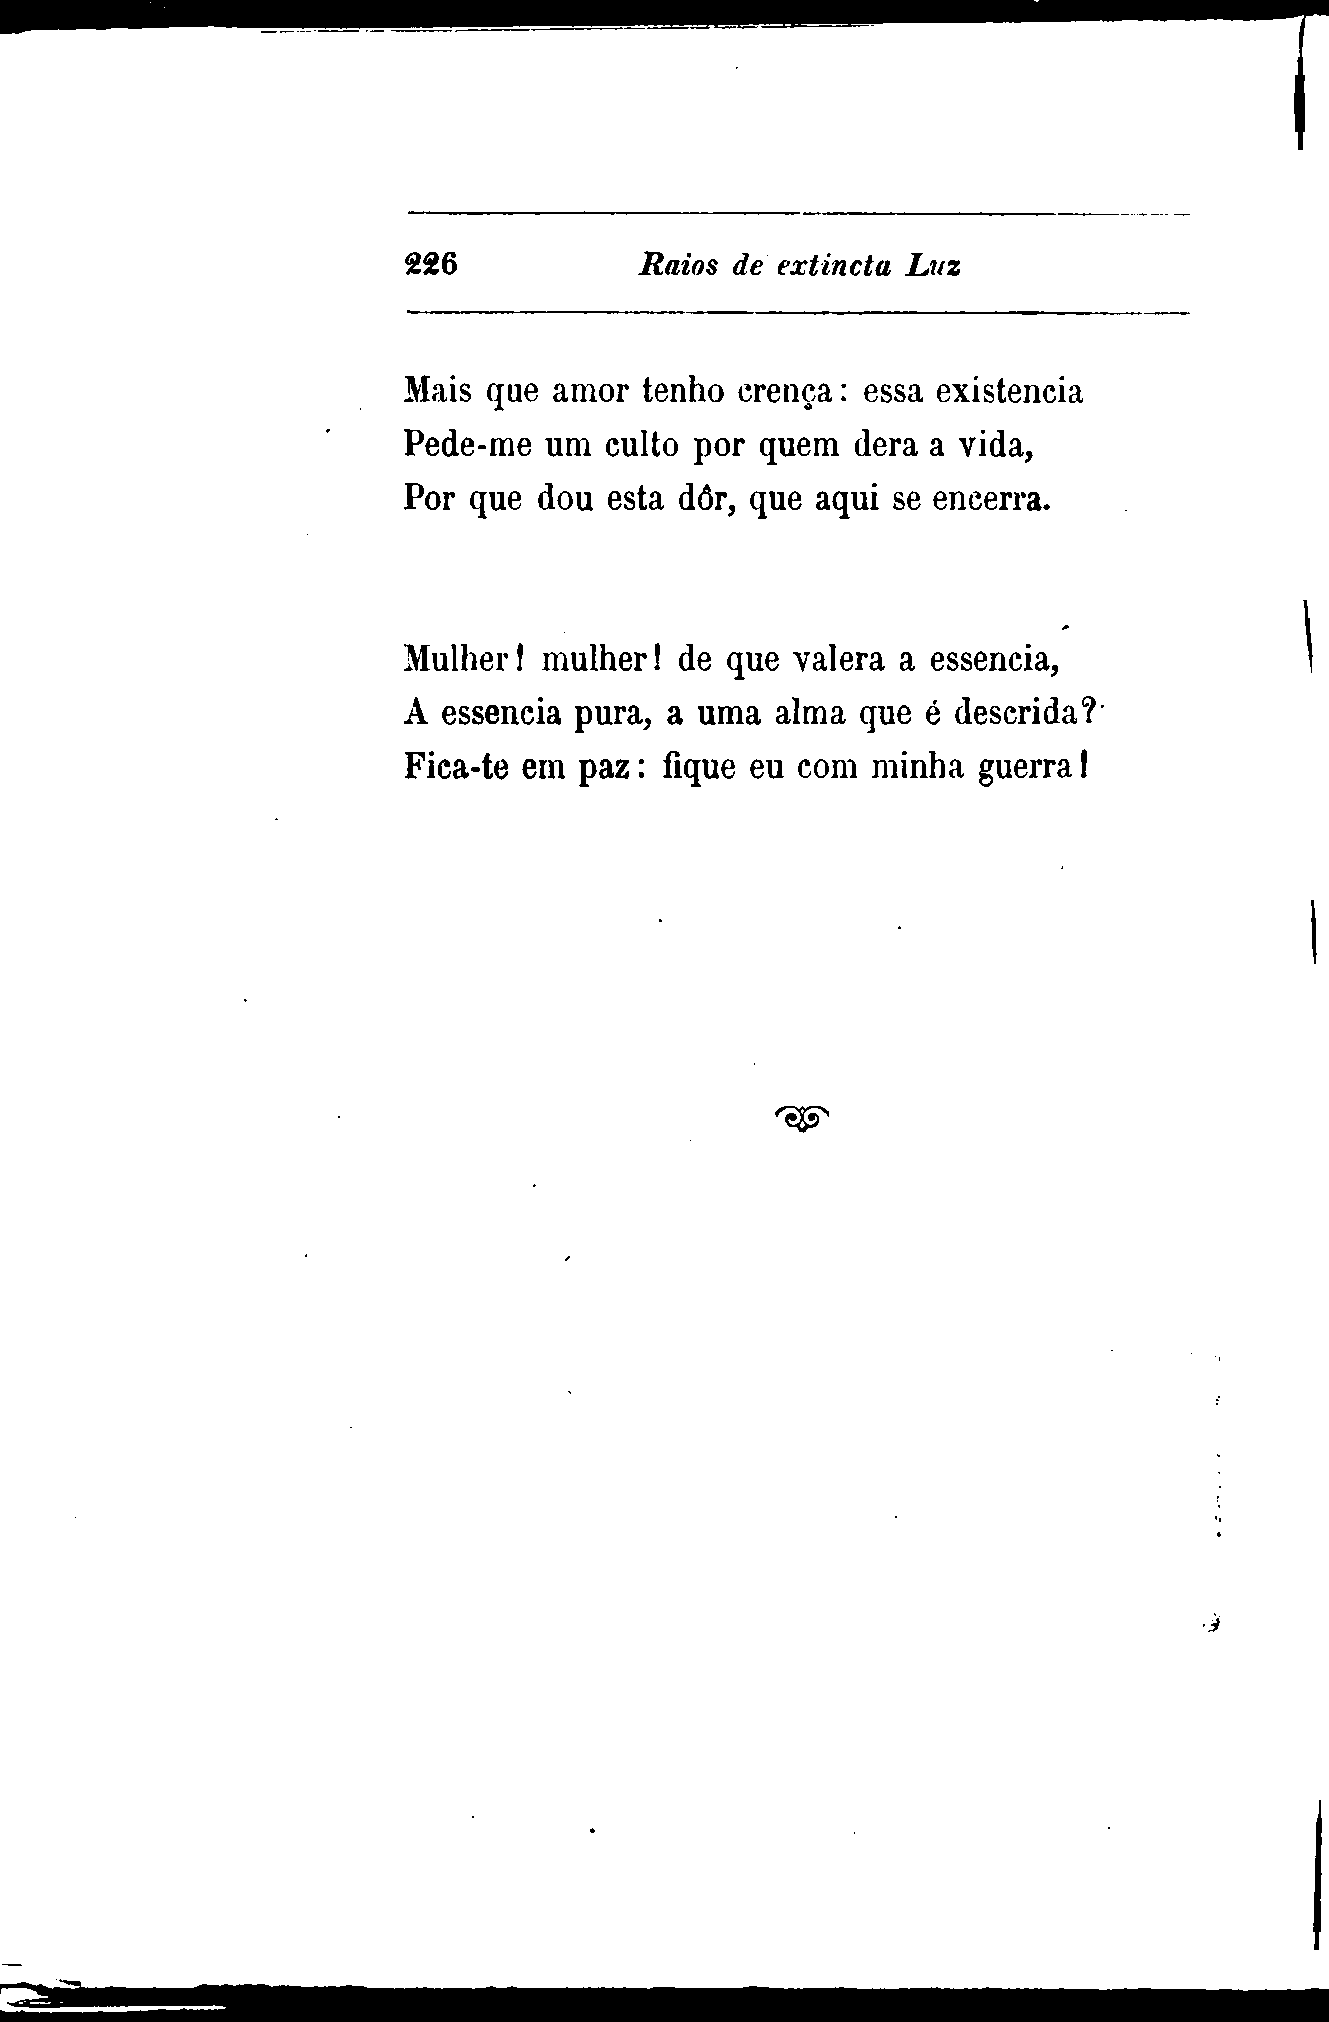 226 Raios de extincta Luz
Mais que amor tenho crença: essa existencia
Pede-me um culto por quem dera a vida,
Por que dou esta dôr, que aqui se encerra.
Mulher! mulher! de que valera a essencia,
A essencia pura, a uma alma que é descrida?
Fica-te em paz: fique eu com minha guerra!